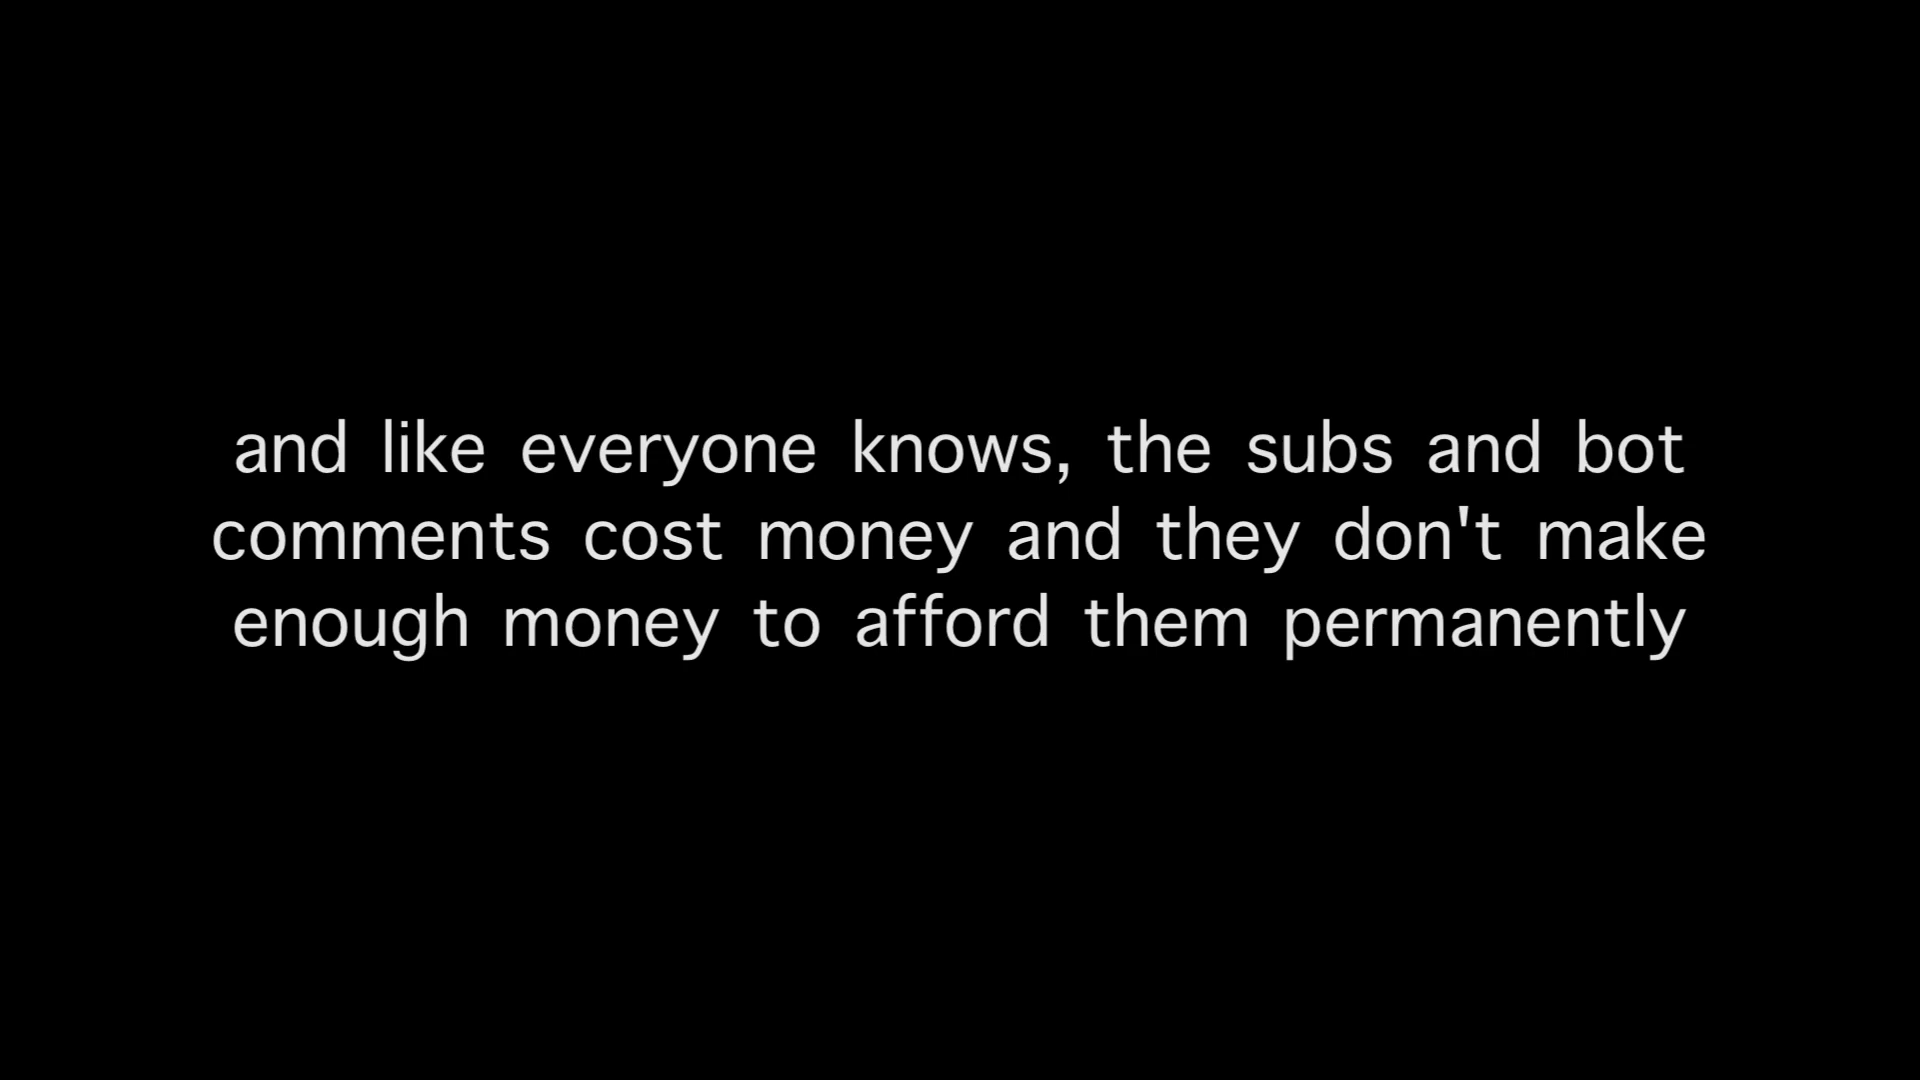 and like everyone knows, the subs and bot
comments cost money and they don't make
enough money to afford them permanently